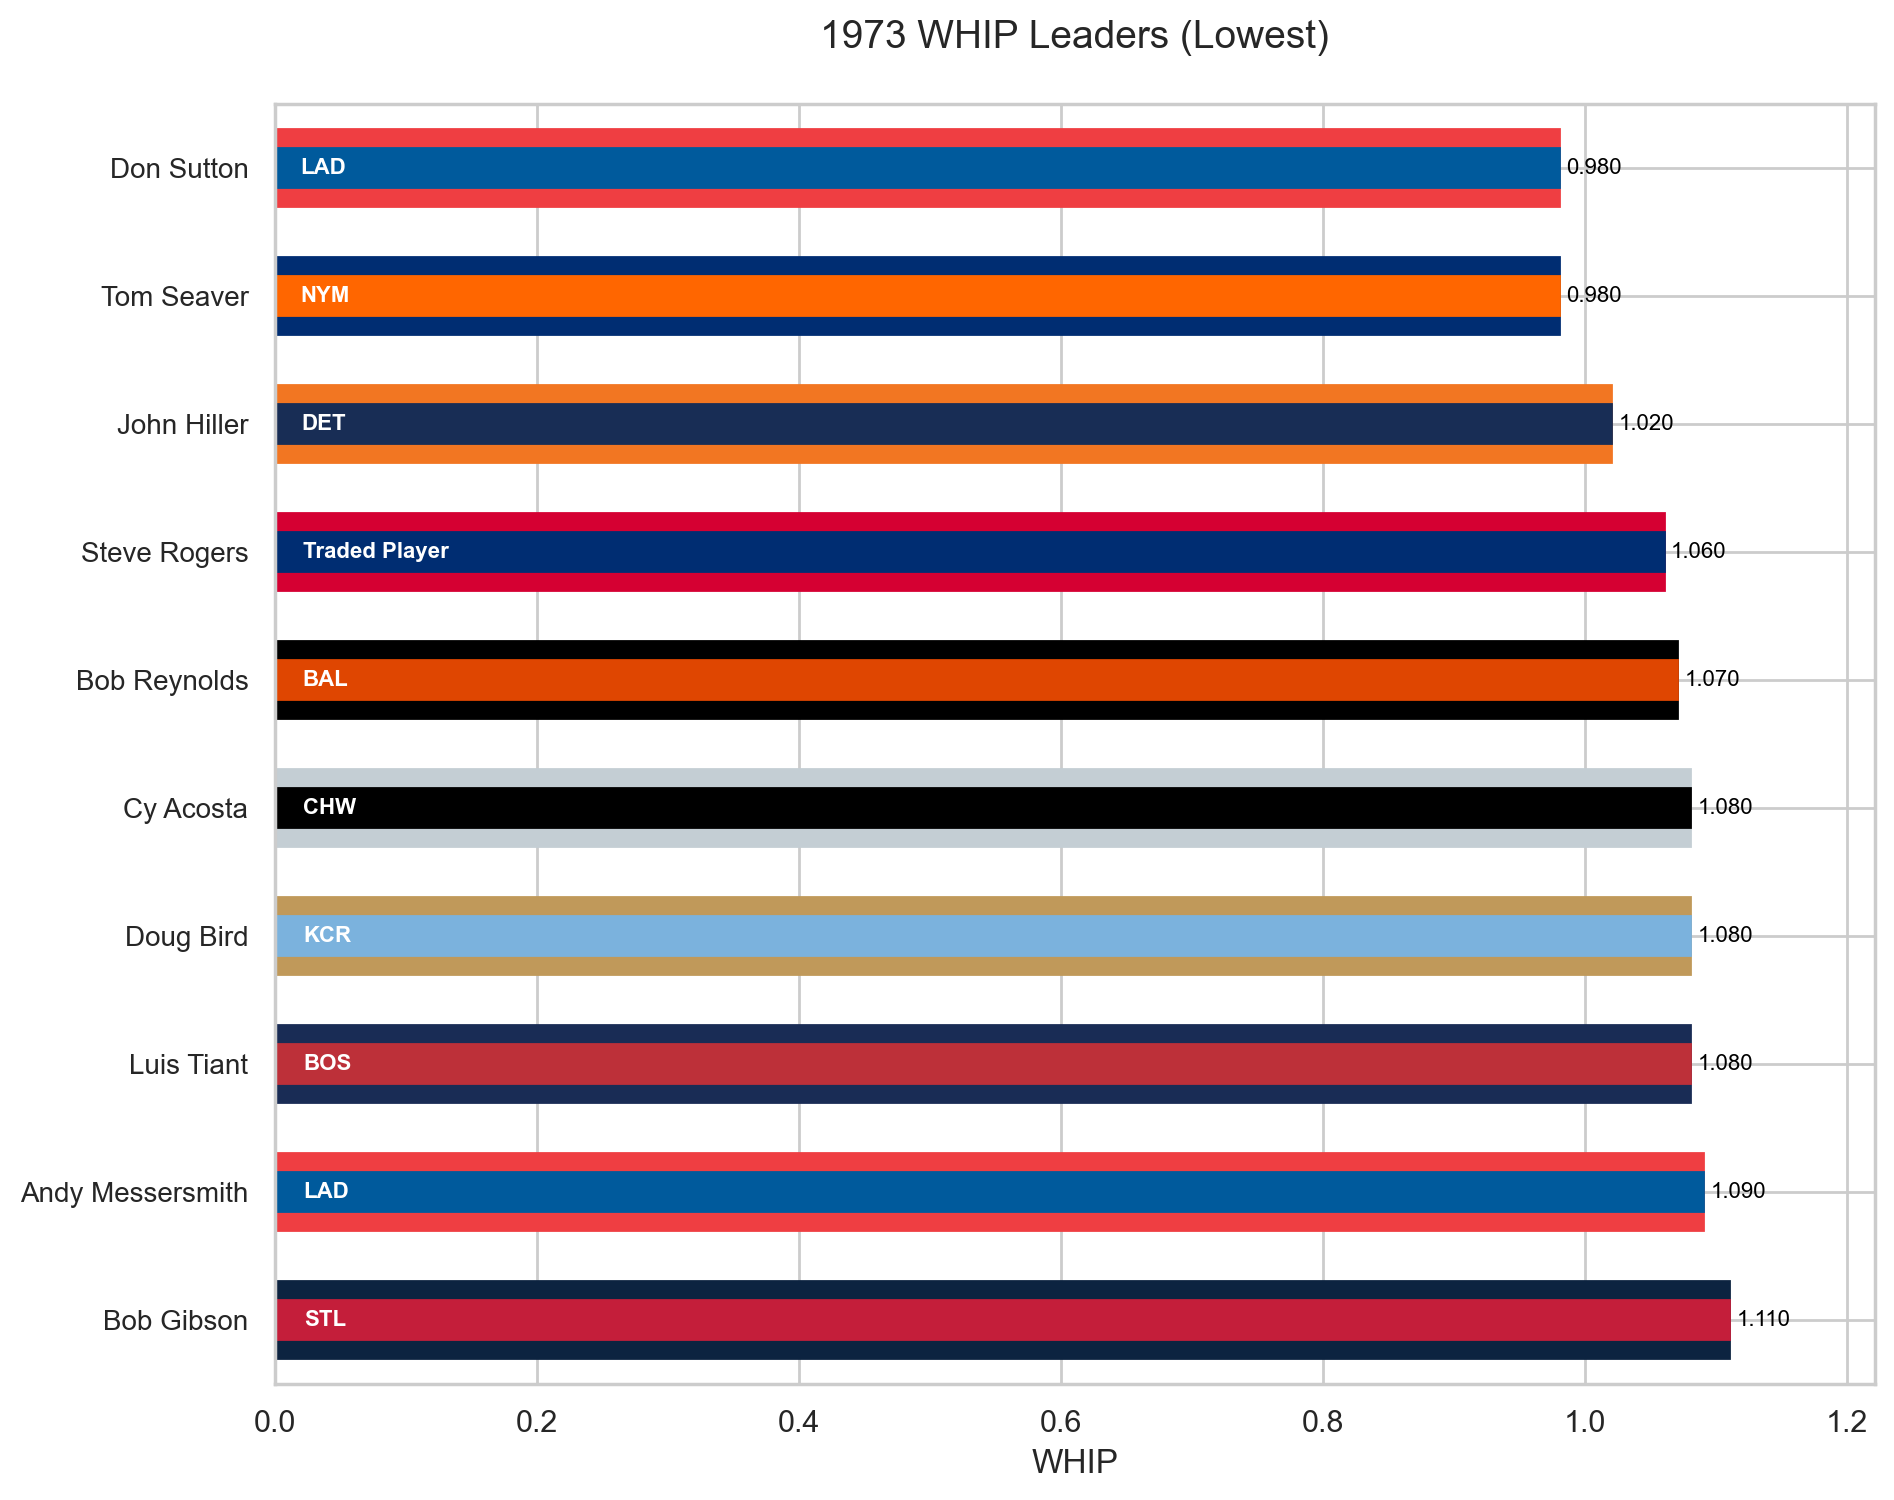 1973 WHIP Leaders (Lowest)
Don Sutton LAD 0.980
Tom Seaver NYM 0.980
John Hiller DET 1.020
Steve Rogers Traded Player 1.060
Bob Reynolds BAL 1.070
Cy Acosta CHW 1.080
Doug Bird KCR 1.080
Luis Tiant BOS 1.080
Andy Messersmith LAD 1.090
Bob Gibson STL 1.110
0.0 0.2 0.4 0.6 0.8 1.0 1.2
WHIP